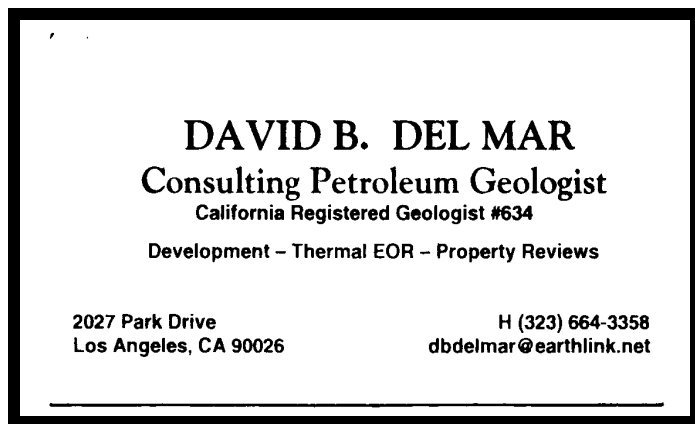 DAVID B. DEL MAR
Consulting Petroleum Geologist
California Registered Geologist #634
Development – Thermal EOR – Property Reviews
2027 Park Drive
Los Angeles, CA 90026
H (323) 664-3358
dbdelmar@earthlink.net